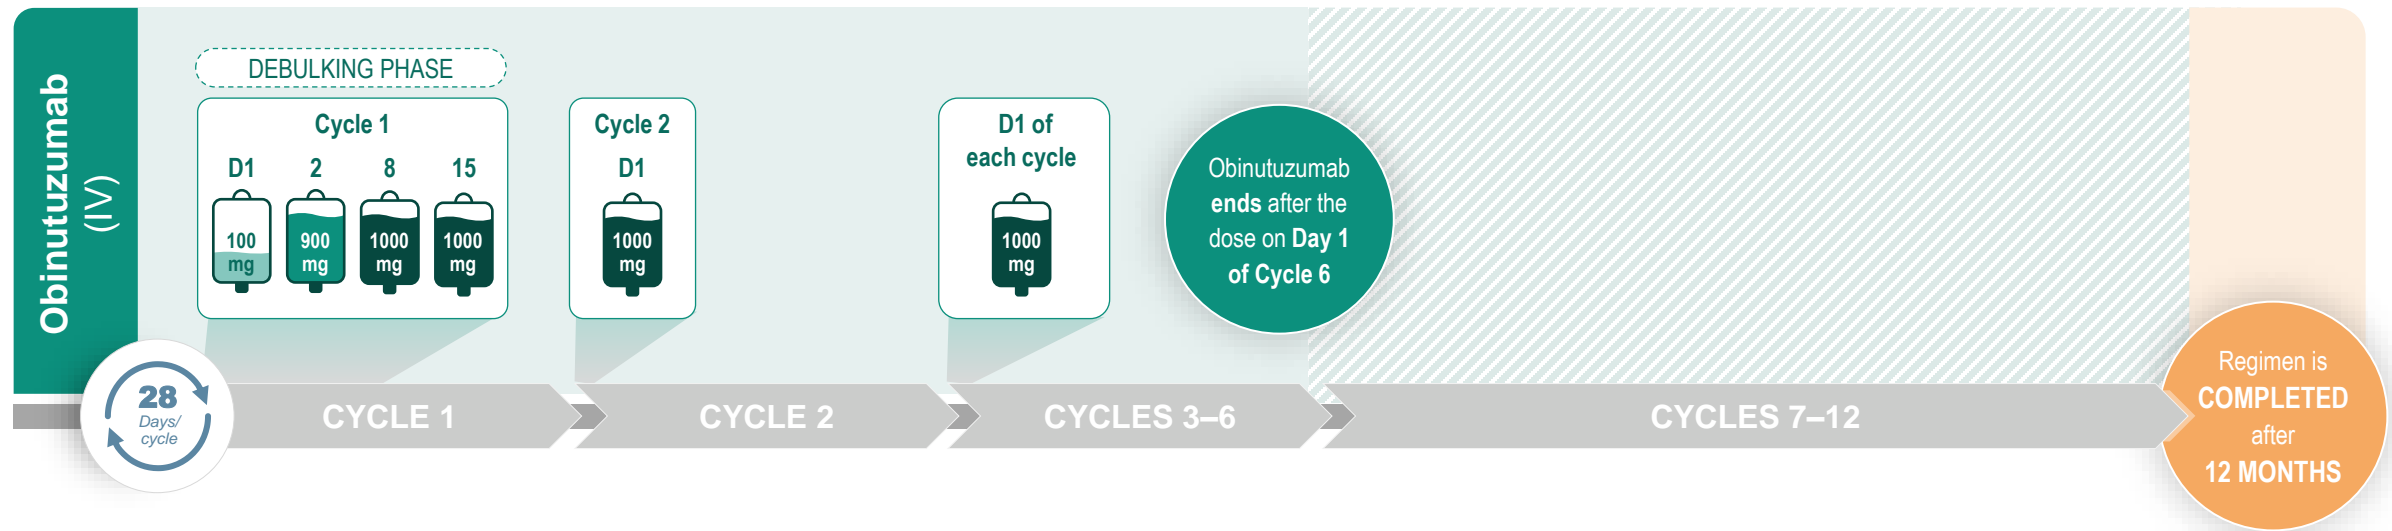 Obinutuzumab
(IV)
DEBULKING PHASE
Cycle 1
D1 2 8 15
100 mg
900 mg
1000 mg
1000 mg
Cycle 2
D1
1000 mg
D1 of
each cycle
1000 mg
Obinutuzumab
ends after the
dose on Day 1
of Cycle 6
28
Days/
cycle
CYCLE 1
CYCLE 2
CYCLES 3–6
CYCLES 7–12
Regimen is
COMPLETED
after
12 MONTHS